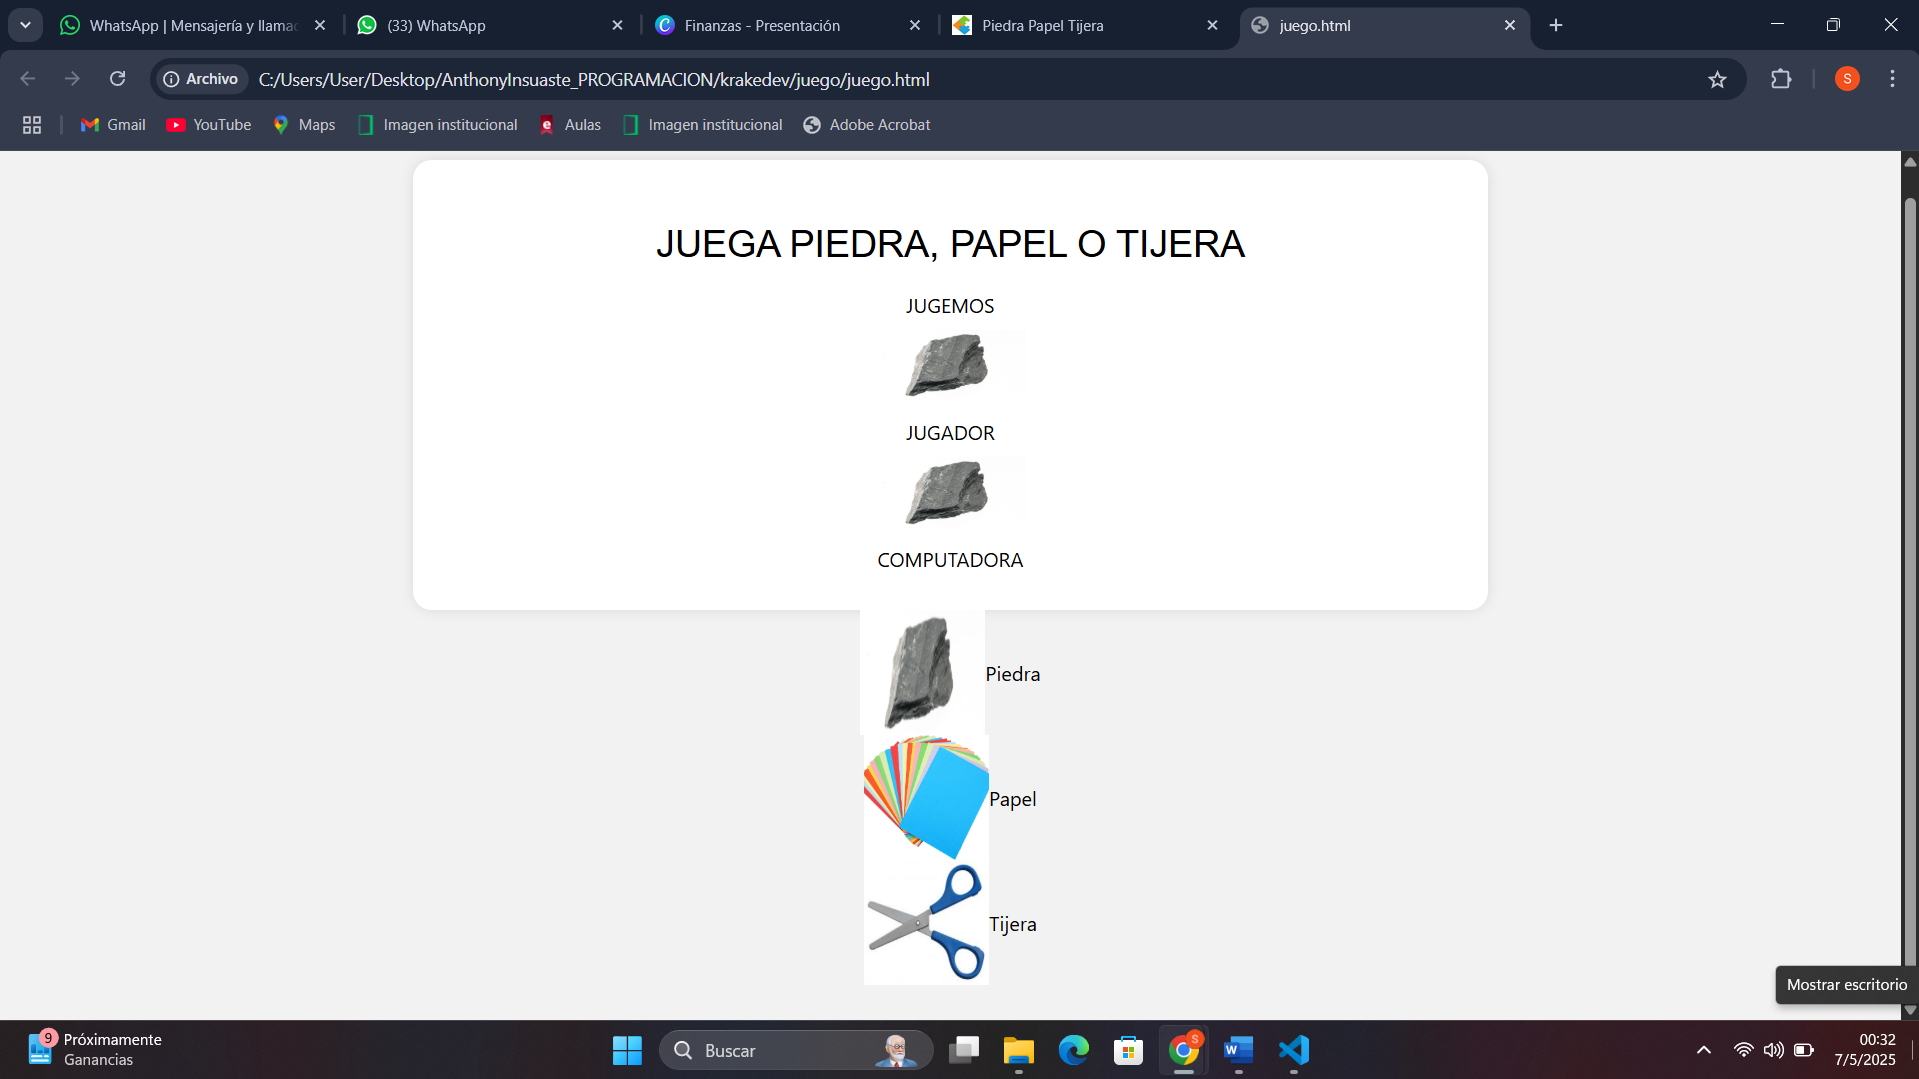 WhatsApp | Mensajería y llamac
(33) WhatsApp
Finanzas - Presentación
Piedra Papel Tijera
juego.html
Archivo
C:/Users/User/Desktop/AnthonyInsuaste_PROGRAMACION/krakedev/juego/juego.html
S
Gmail
YouTube
Maps
Imagen institucional
Aulas
Imagen institucional
Adobe Acrobat
JUEGA PIEDRA, PAPEL O TIJERA
JUGEMOS
JUGADOR
COMPUTADORA
Piedra
Papel
Tijera
Mostrar escritorio
9
Próximamente
Ganancias
Buscar
S
00:32
7/5/2025